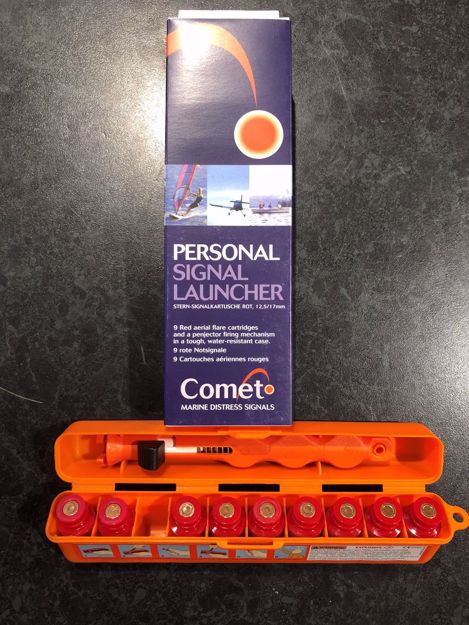 PERSONAL
SIGNAL
LAUNCHER
STERN-SIGNALKARTUSCHE ROT, 12,5/17mm
9 Red aerial flare cartridges
and a penjector firing mechanism
in a tough, water-resistant case.
9 rote Notsignale
9 Cartouches aériennes rouges
Comet
MARINE DISTRESS SIGNALS